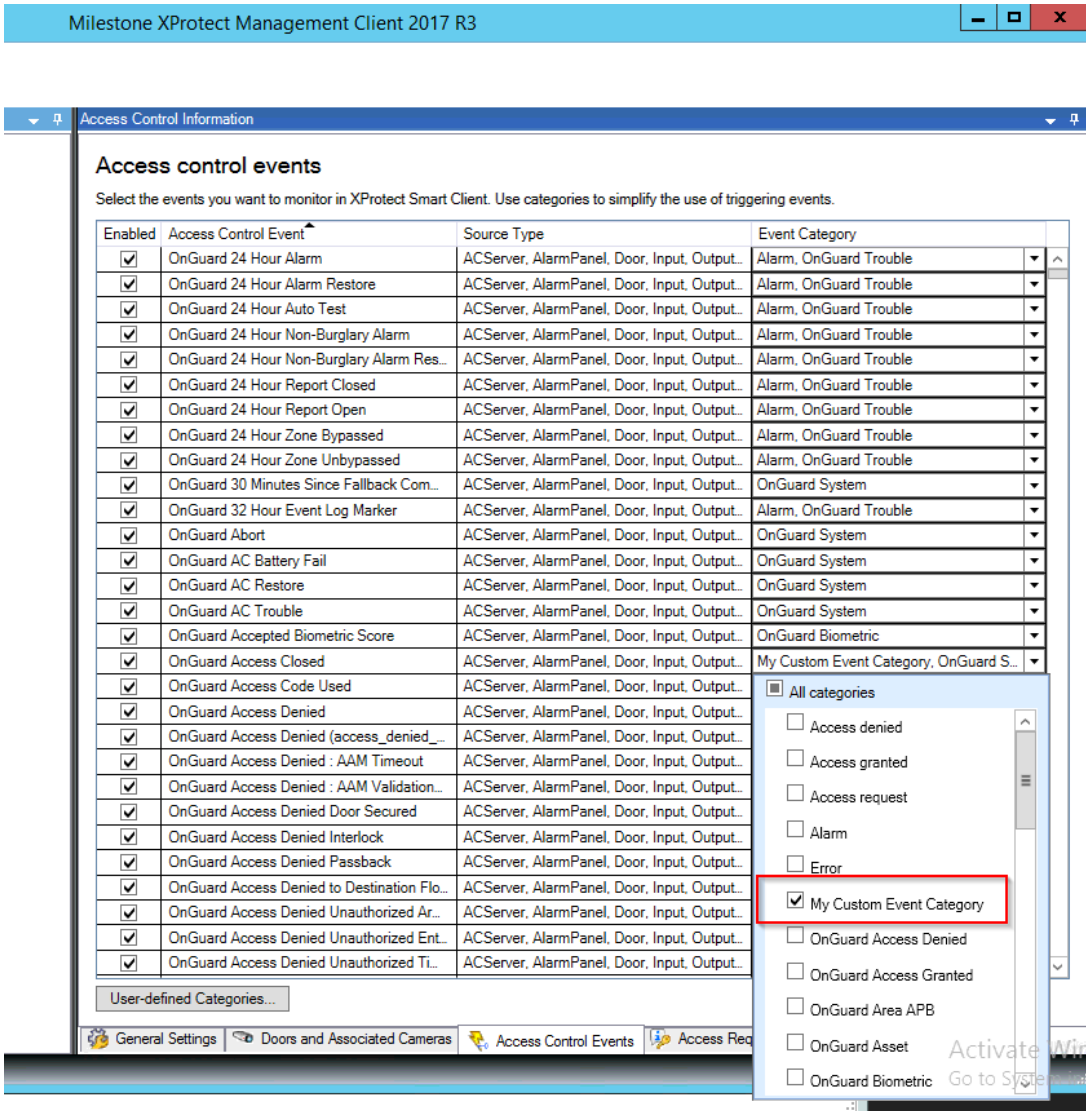 Milestone XProtect Management Client 2017 R3
Access Control Information
Access control events
Select the events you want to monitor in XProtect Smart Client. Use categories to simplify the use of triggering events.
Enabled Access Control Event Source Type Event Category
OnGuard 24 Hour Alarm ACServer, AlarmPanel, Door, Input, Output... Alarm, OnGuard Trouble
OnGuard 24 Hour Alarm Restore ACServer, AlarmPanel, Door, Input, Output... Alarm, OnGuard Trouble
OnGuard 24 Hour Auto Test ACServer, AlarmPanel, Door, Input, Output... Alarm, OnGuard Trouble
OnGuard 24 Hour Non-Burglary Alarm ACServer, AlarmPanel, Door, Input, Output... Alarm, OnGuard Trouble
OnGuard 24 Hour Non-Burglary Alarm Res... ACServer, AlarmPanel, Door, Input, Output... Alarm, OnGuard Trouble
OnGuard 24 Hour Report Closed ACServer, AlarmPanel, Door, Input, Output... Alarm, OnGuard Trouble
OnGuard 24 Hour Report Open ACServer, AlarmPanel, Door, Input, Output... Alarm, OnGuard Trouble
OnGuard 24 Hour Zone Bypassed ACServer, AlarmPanel, Door, Input, Output... Alarm, OnGuard Trouble
OnGuard 24 Hour Zone Unbypassed ACServer, AlarmPanel, Door, Input, Output... Alarm, OnGuard Trouble
OnGuard 30 Minutes Since Fallback Com... ACServer, AlarmPanel, Door, Input, Output... OnGuard System
OnGuard 32 Hour Event Log Marker ACServer, AlarmPanel, Door, Input, Output... Alarm, OnGuard Trouble
OnGuard Abort ACServer, AlarmPanel, Door, Input, Output... OnGuard System
OnGuard AC Battery Fail ACServer, AlarmPanel, Door, Input, Output... OnGuard System
OnGuard AC Restore ACServer, AlarmPanel, Door, Input, Output... OnGuard System
OnGuard AC Trouble ACServer, AlarmPanel, Door, Input, Output... OnGuard System
OnGuard Accepted Biometric Score ACServer, AlarmPanel, Door, Input, Output... OnGuard Biometric
OnGuard Access Closed ACServer, AlarmPanel, Door, Input, Output... My Custom Event Category, OnGuard S...
OnGuard Access Code Used ACServer, AlarmPanel, Door, Input, Output...
OnGuard Access Denied ACServer, AlarmPanel, Door, Input, Output...
OnGuard Access Denied (access_denied_... ACServer, AlarmPanel, Door, Input, Output...
OnGuard Access Denied : AAM Timeout ACServer, AlarmPanel, Door, Input, Output...
OnGuard Access Denied : AAM Validation... ACServer, AlarmPanel, Door, Input, Output...
OnGuard Access Denied Door Secured ACServer, AlarmPanel, Door, Input, Output...
OnGuard Access Denied Interlock ACServer, AlarmPanel, Door, Input, Output...
OnGuard Access Denied Passback ACServer, AlarmPanel, Door, Input, Output...
OnGuard Access Denied to Destination Flo... ACServer, AlarmPanel, Door, Input, Output...
OnGuard Access Denied Unauthorized Ar... ACServer, AlarmPanel, Door, Input, Output...
OnGuard Access Denied Unauthorized Ent... ACServer, AlarmPanel, Door, Input, Output...
OnGuard Access Denied Unauthorized Ti... ACServer, AlarmPanel, Door, Input, Output...
All categories
Access denied
Access granted
Access request
Alarm
Error
My Custom Event Category
OnGuard Access Denied
OnGuard Access Granted
OnGuard Area APB
OnGuard Asset
OnGuard Biometric
User-defined Categories...
General Settings Doors and Associated Cameras Access Control Events Access Req
Activate Win
Go to System